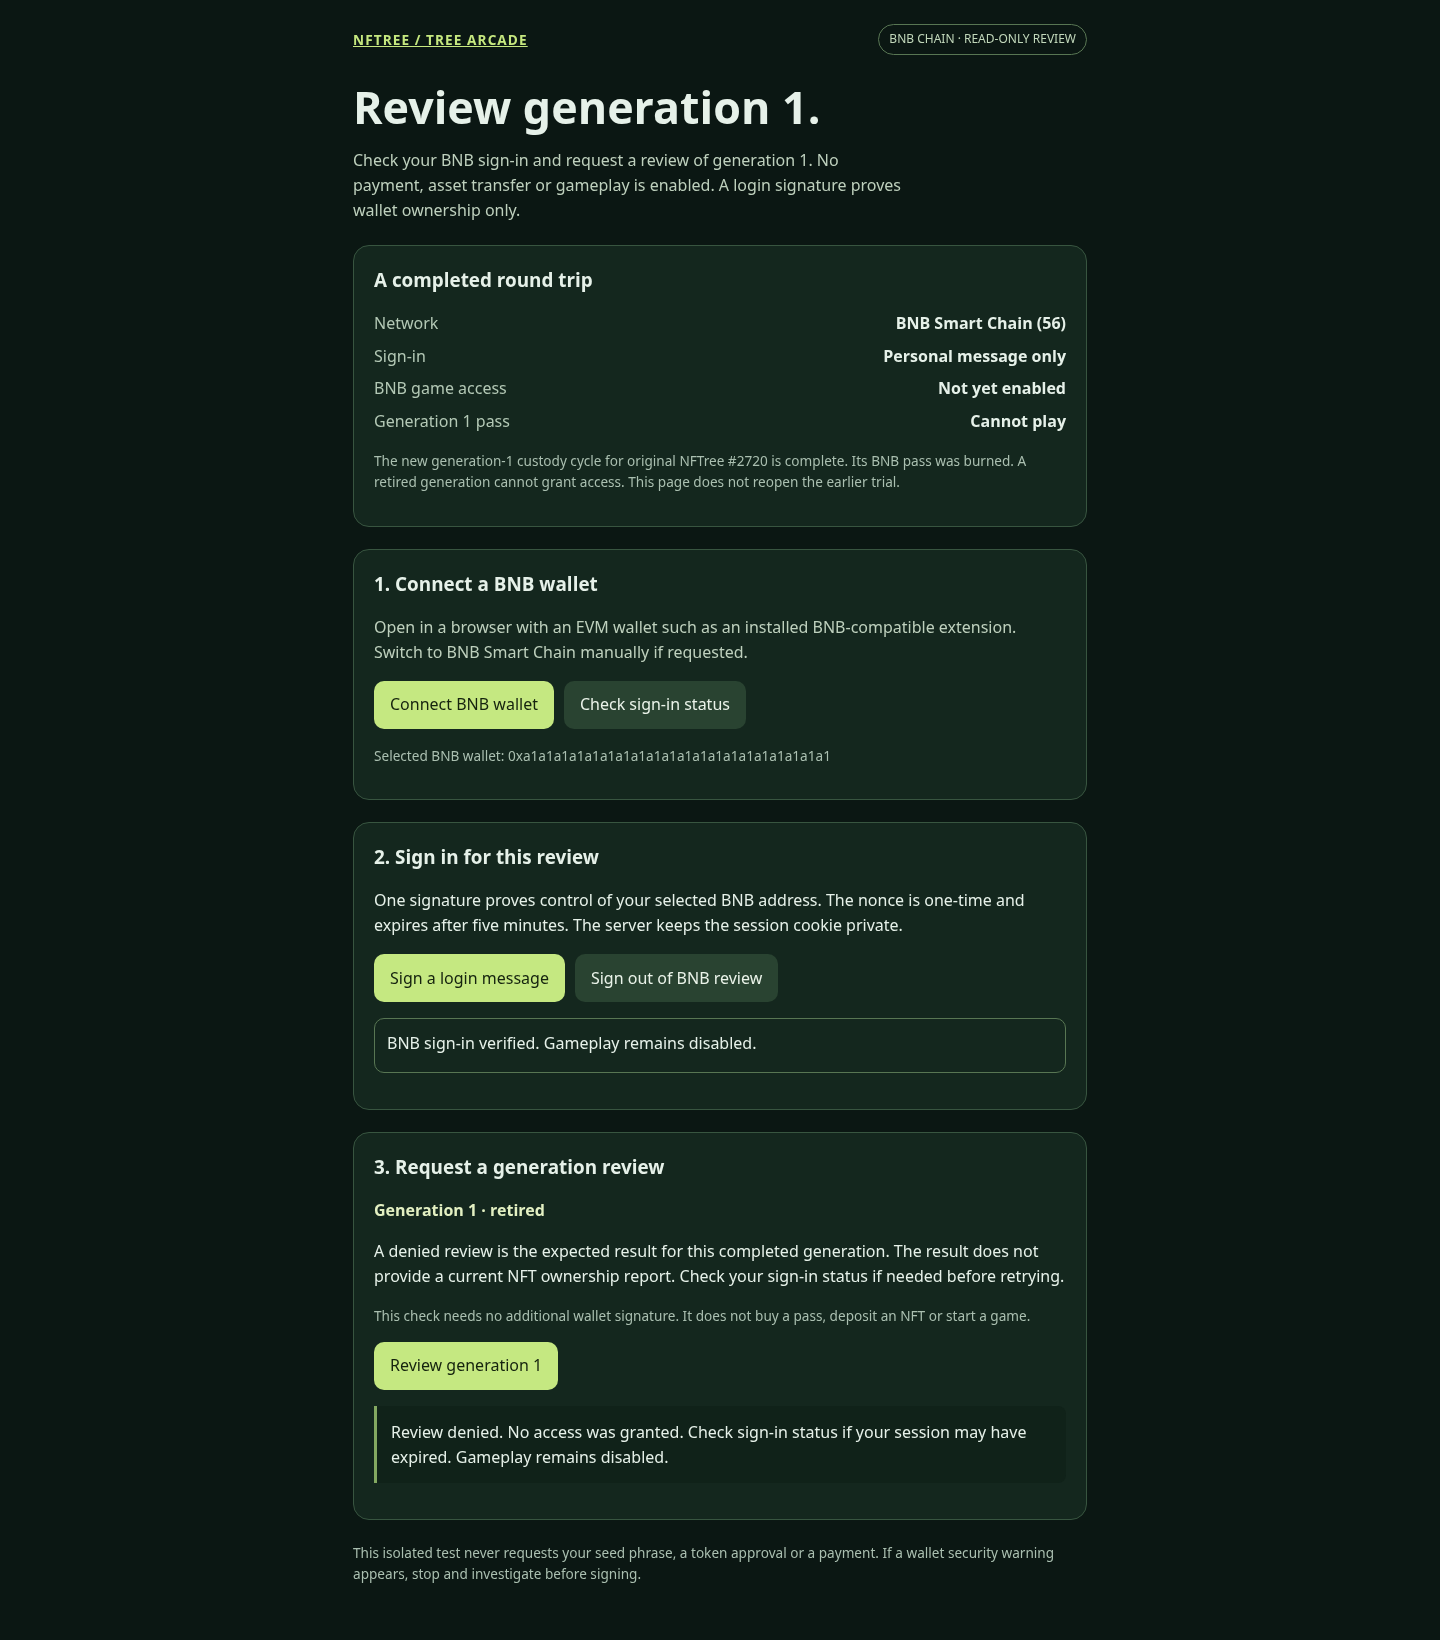 NFTREE / TREE ARCADE
BNB CHAIN · READ-ONLY REVIEW
Review generation 1.
Check your BNB sign-in and request a review of generation 1. No
payment, asset transfer or gameplay is enabled. A login signature proves
wallet ownership only.
A completed round trip
Network
BNB Smart Chain (56)
Sign-in
Personal message only
BNB game access
Not yet enabled
Generation 1 pass
Cannot play
The new generation-1 custody cycle for original NFTree #2720 is complete. Its BNB pass was burned. A
retired generation cannot grant access. This page does not reopen the earlier trial.
1. Connect a BNB wallet
Open in a browser with an EVM wallet such as an installed BNB-compatible extension.
Switch to BNB Smart Chain manually if requested.
Connect BNB wallet
Check sign-in status
Selected BNB wallet: 0xa1a1a1a1a1a1a1a1a1a1a1a1a1a1a1a1a1a1a1a1
2. Sign in for this review
One signature proves control of your selected BNB address. The nonce is one-time and
expires after five minutes. The server keeps the session cookie private.
Sign a login message
Sign out of BNB review
BNB sign-in verified. Gameplay remains disabled.
3. Request a generation review
Generation 1 · retired
A denied review is the expected result for this completed generation. The result does not
provide a current NFT ownership report. Check your sign-in status if needed before retrying.
This check needs no additional wallet signature. It does not buy a pass, deposit an NFT or start a game.
Review generation 1
Review denied. No access was granted. Check sign-in status if your session may have
expired. Gameplay remains disabled.
This isolated test never requests your seed phrase, a token approval or a payment. If a wallet security warning
appears, stop and investigate before signing.